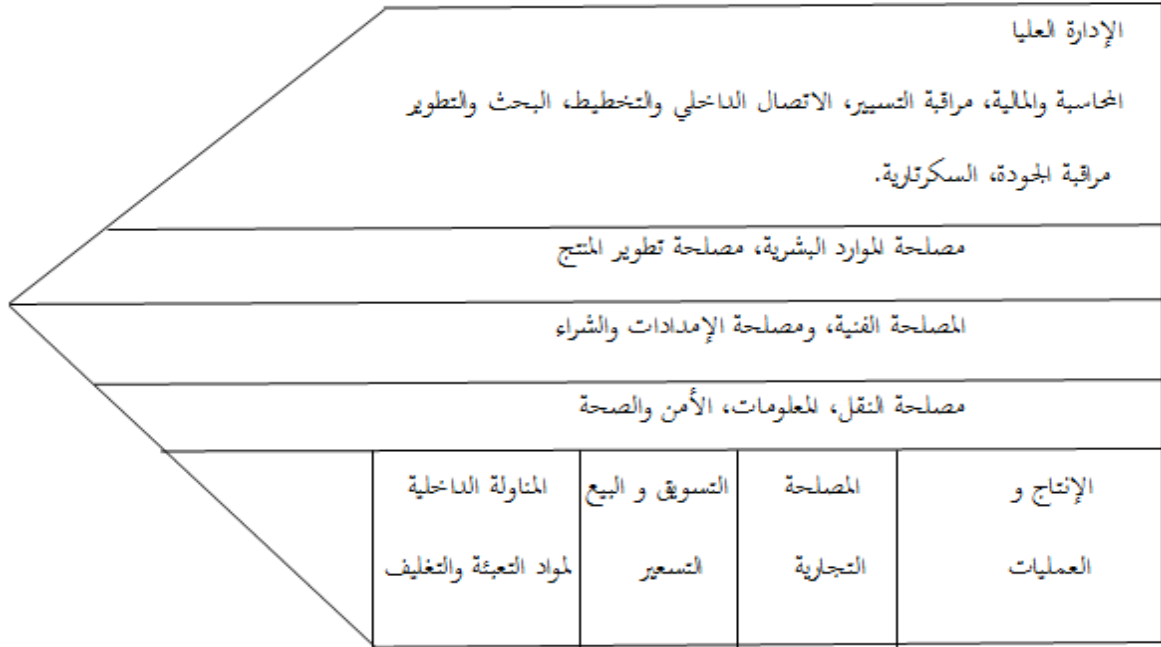 الإدارة العليا
المحاسبة والمالية، مراقبة التسيير، الاتصال الداخلي والتخطيط، البحث والتطوير
مراقبة الجودة، السكرتارية.
مصلحة الموارد البشرية، مصلحة تطوير المنتج
المصلحة الفنية، ومصلحة الإمدادات والشراء
مصلحة النقل، المعلومات، الأمن والصحة
الإنتاج و
العمليات
المصلحة
التجارية
التسويق و البيع
التسعير
المناولة الداخلية
لمواد التعبئة والتغليف